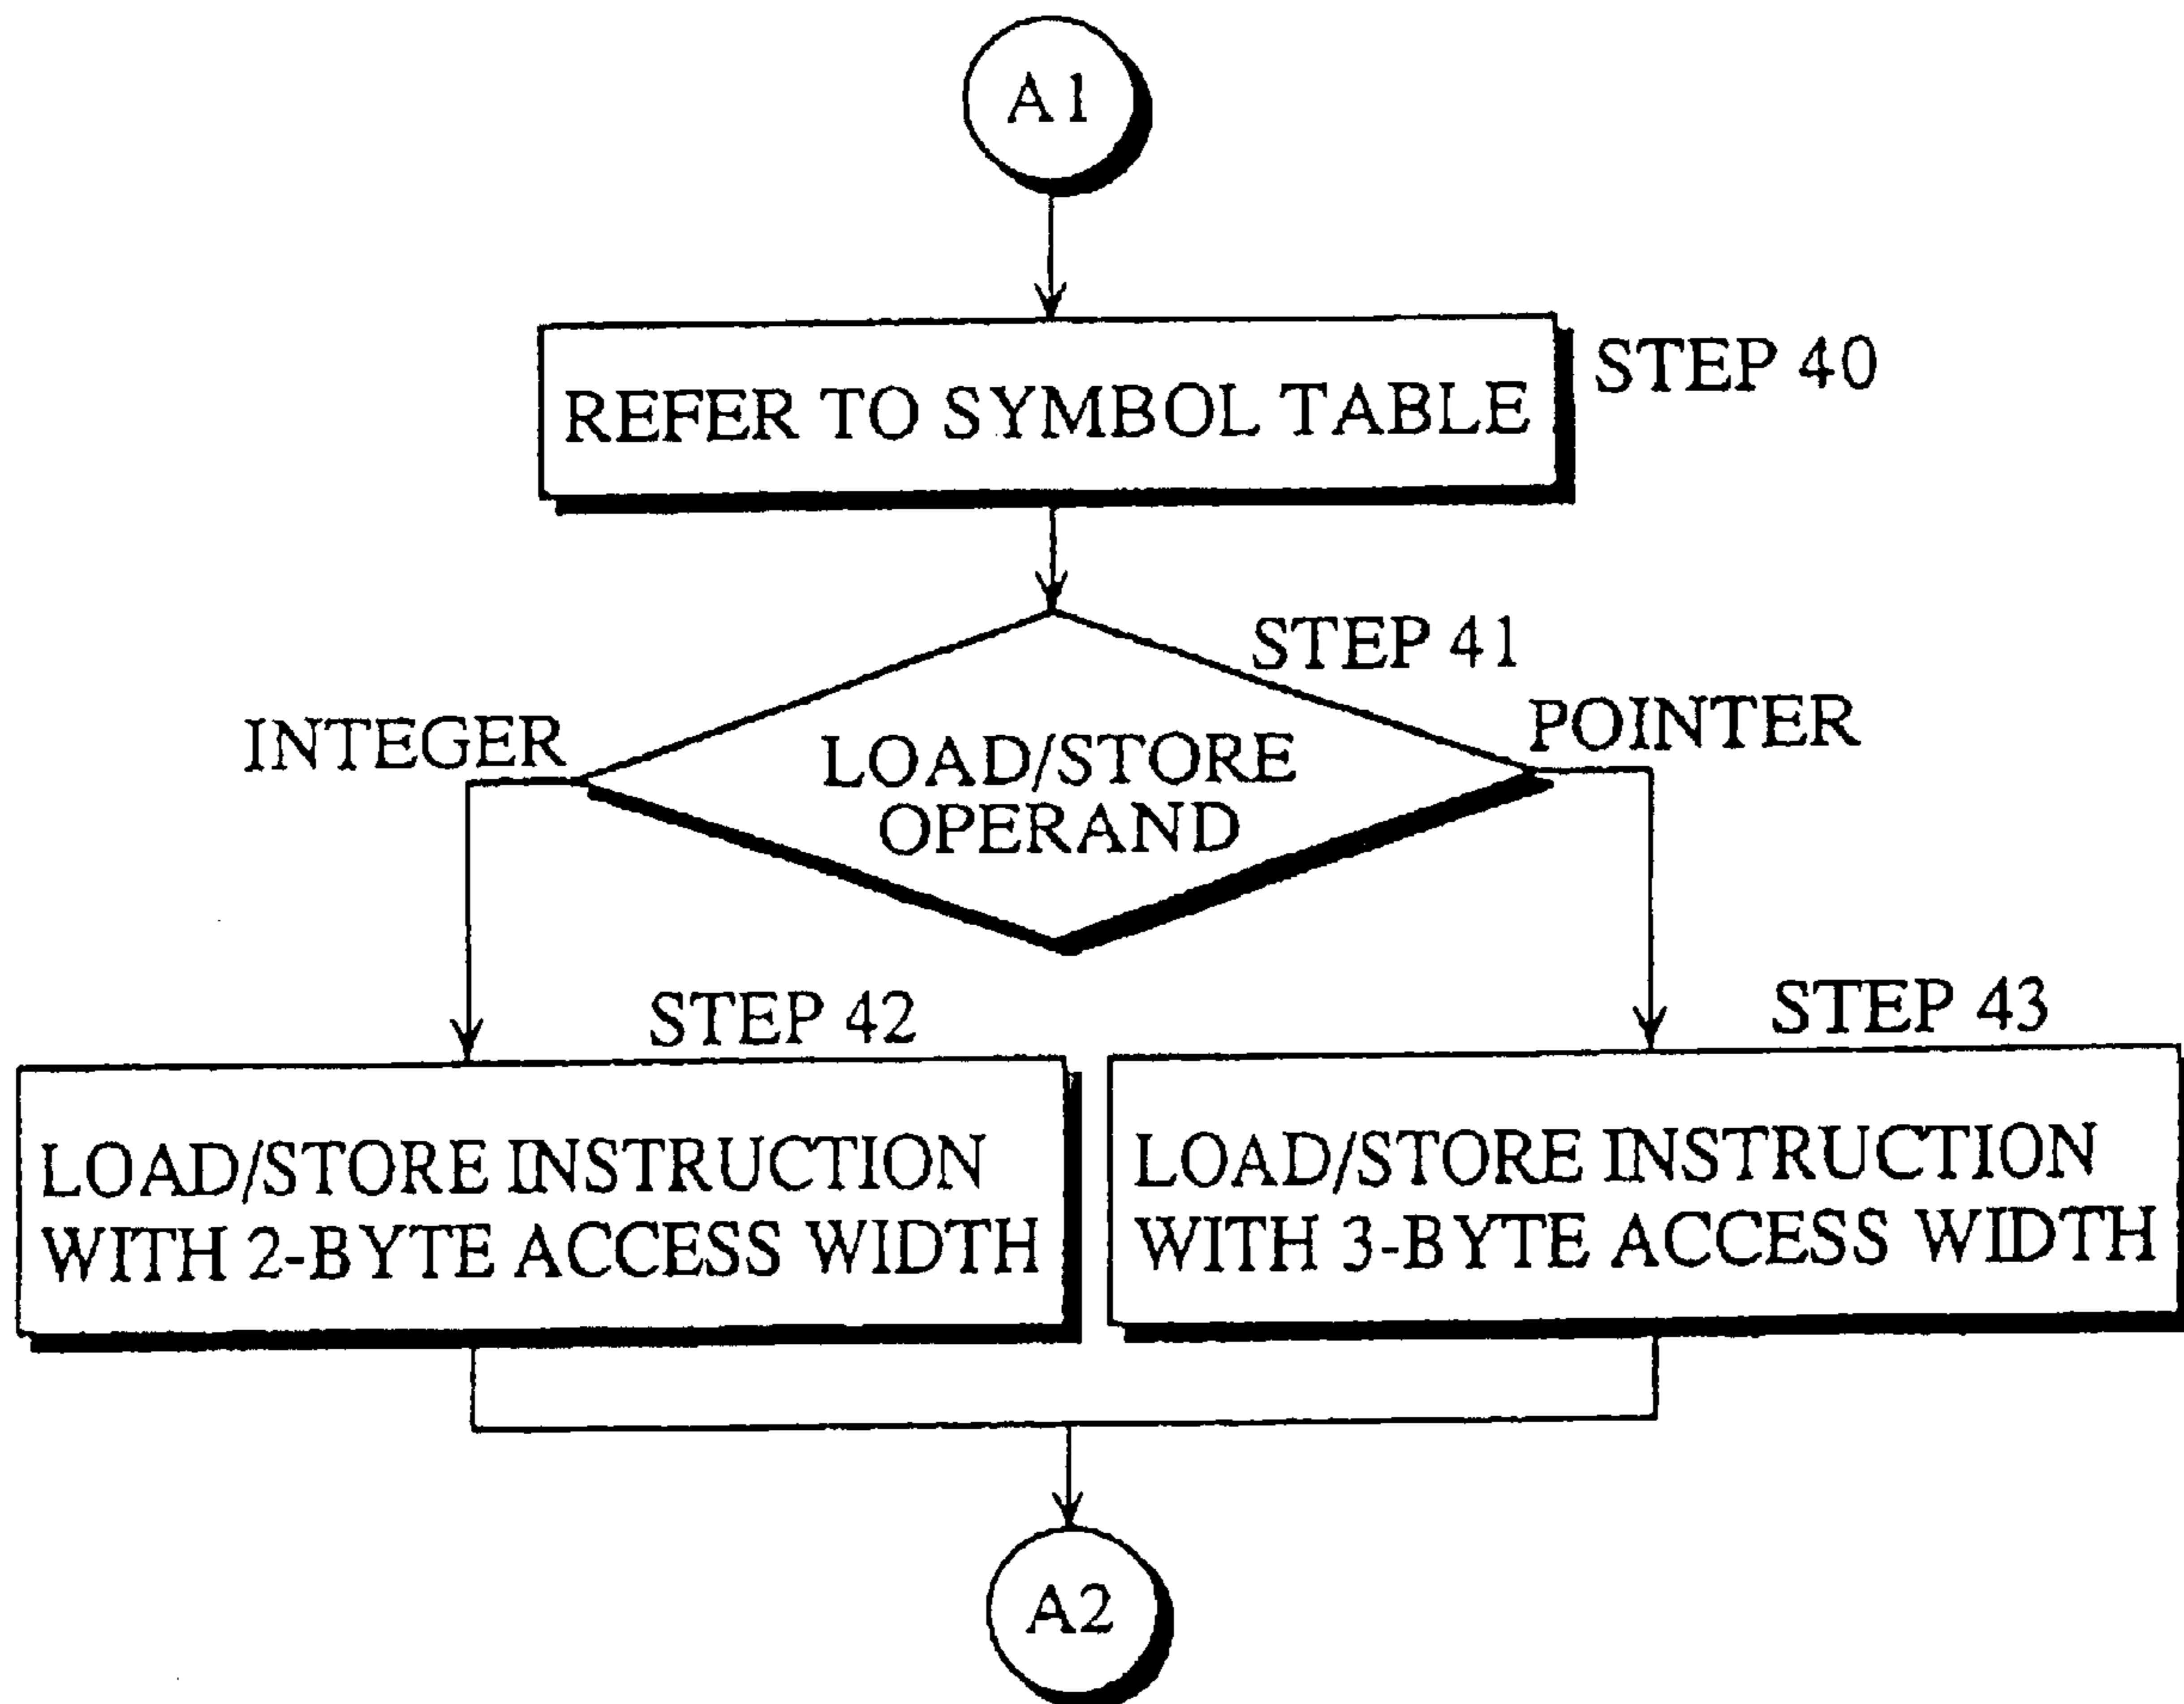 A1
REFER TO SYMBOL TABLE
STEP 40
STEP 41
INTEGER
POINTER
LOAD/STORE
OPERAND
STEP 42
STEP 43
LOAD/STORE INSTRUCTION
WITH 2-BYTE ACCESS WIDTH
LOAD/STORE INSTRUCTION
WITH 3-BYTE ACCESS WIDTH
A2